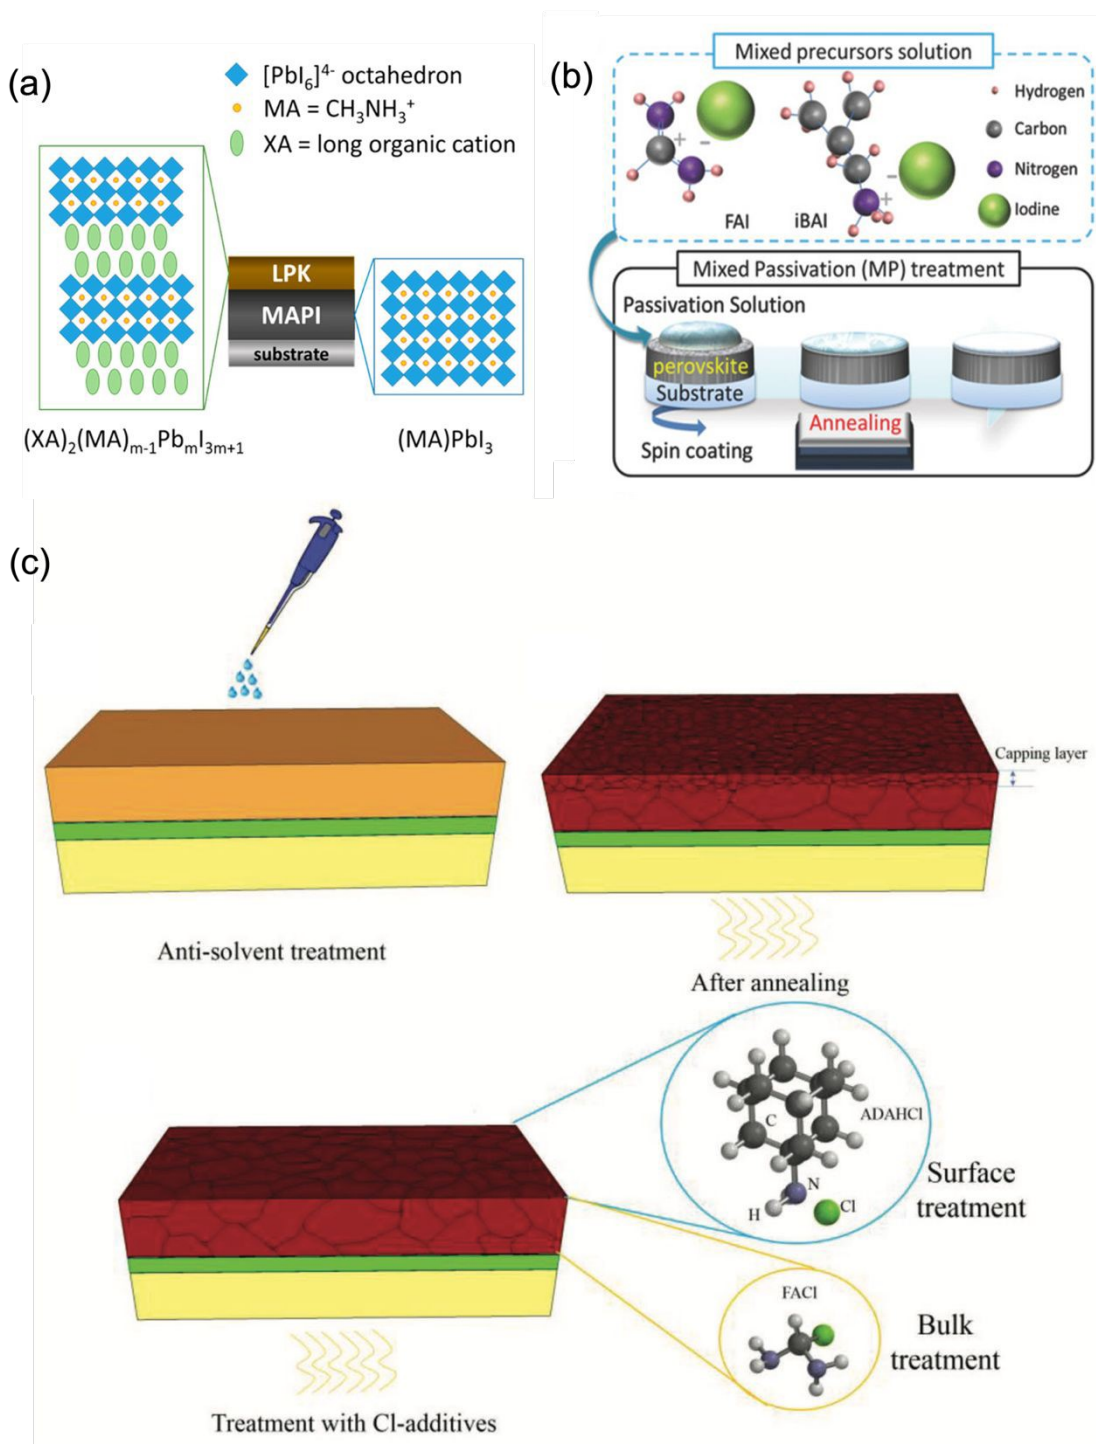 (a)
[PbI₆]⁴⁻ octahedron
MA = CH₃NH₃⁺
XA = long organic cation
LPK
MAPI
substrate
(XA)₂(MA)ₘ₋₁PbₘI₃ₘ₊₁
(MA)PbI₃
(b)
Mixed precursors solution
Hydrogen
Carbon
Nitrogen
Iodine
+
−
−
+
FAI
iBAI
Mixed Passivation (MP) treatment
Passivation Solution
perovskite
Substrate
Annealing
Spin coating
(c)
Capping layer
Anti-solvent treatment
After annealing
C
ADAHCl
N
H
Cl
Surface
treatment
FACl
Bulk
treatment
Treatment with Cl-additives